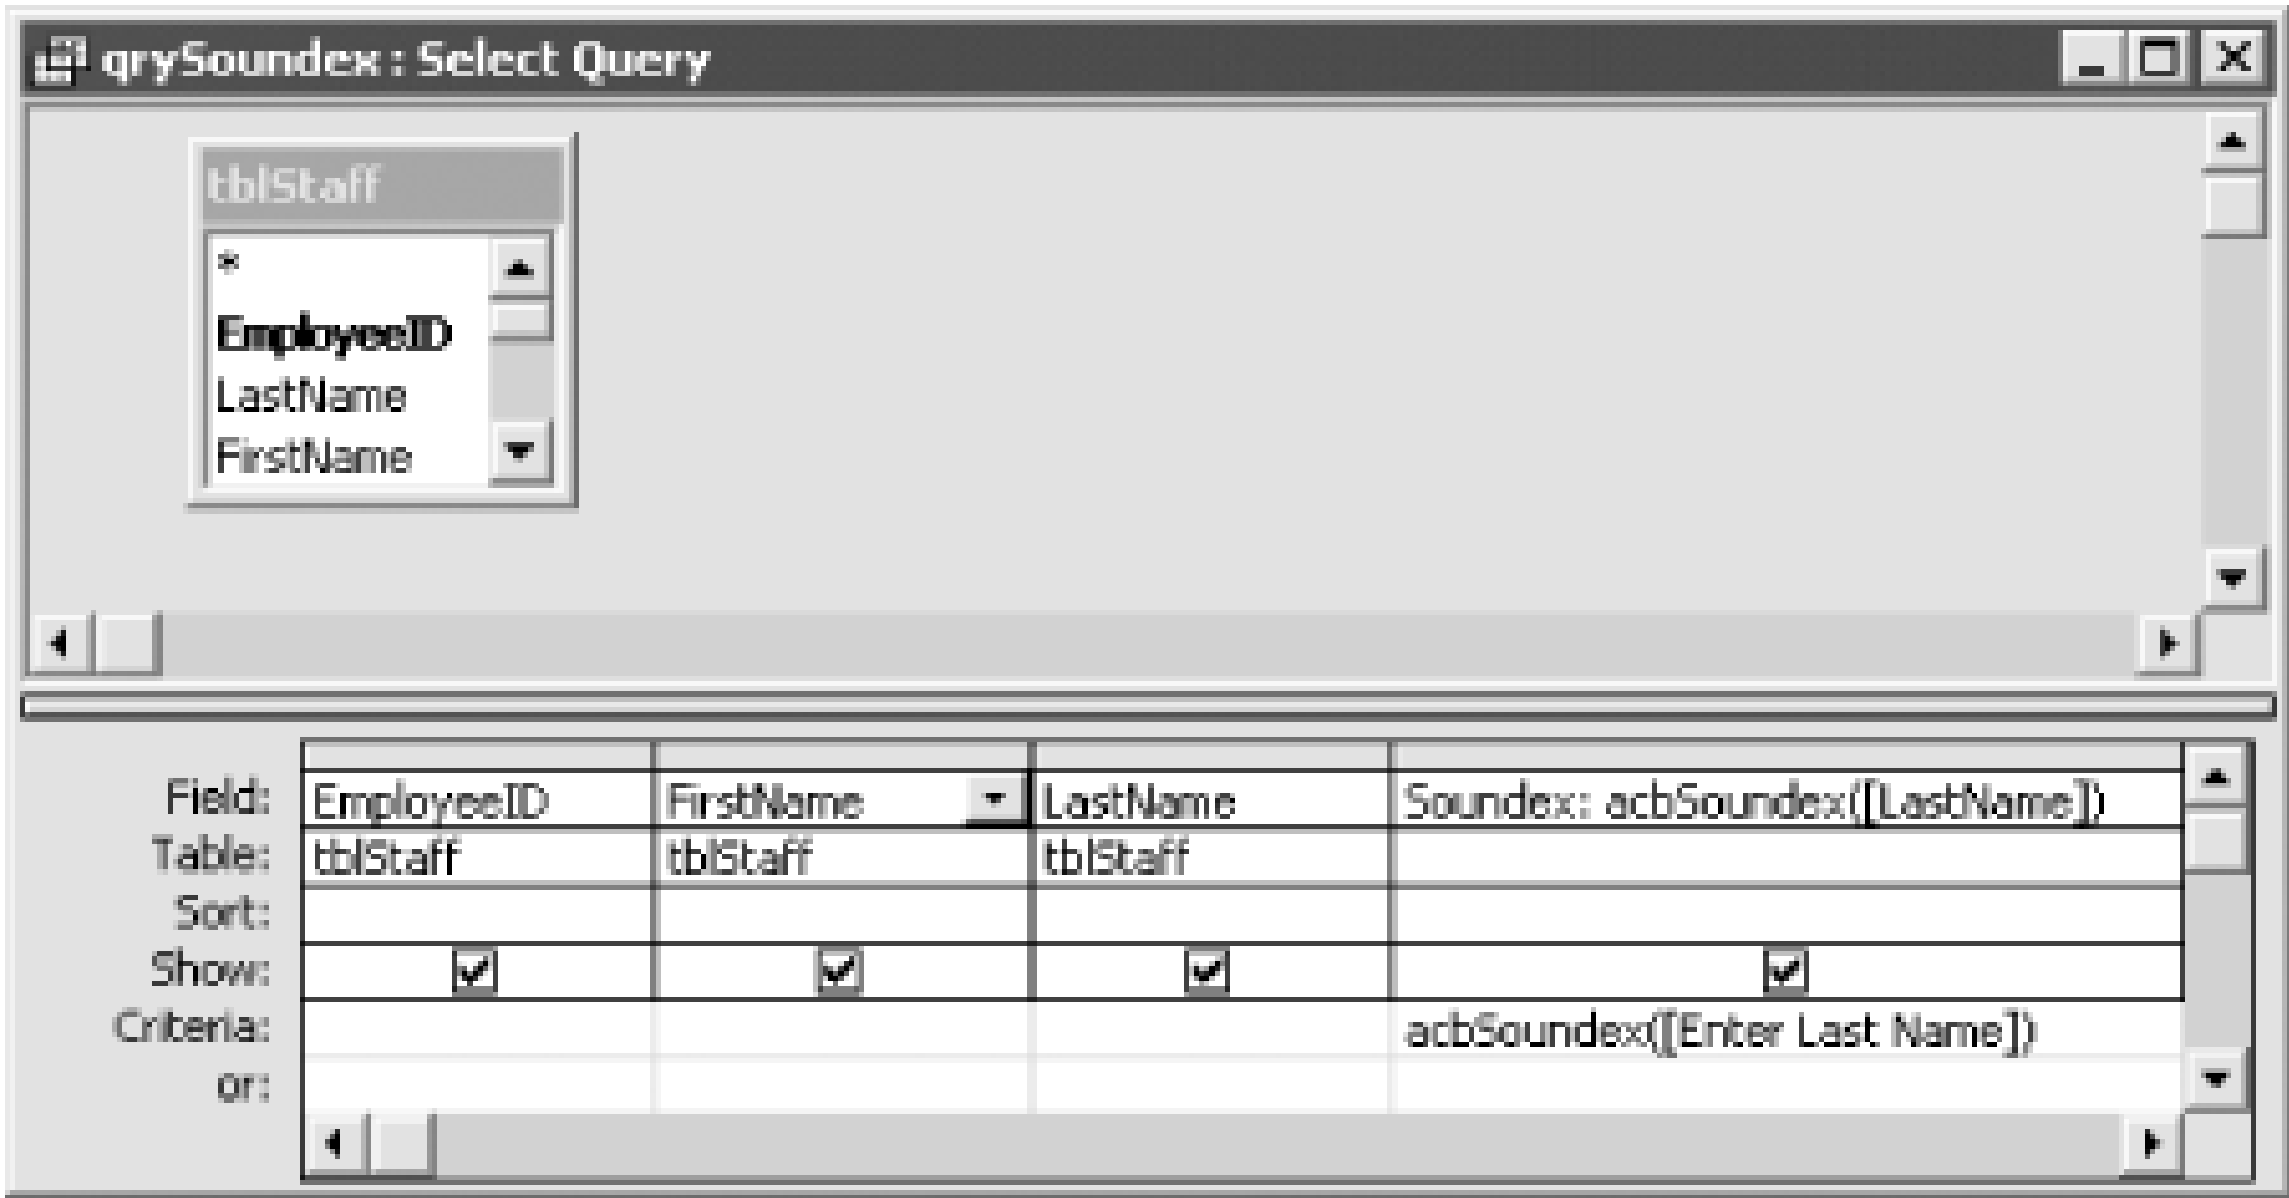 qrySoundex : Select Query
tblStaff
*
EmployeeID
LastName
FirstName
Field: EmployeeID FirstName LastName Soundex: acbSoundex([LastName])
Table: tblStaff tblStaff tblStaff
Sort:
Show:
Criteria: acbSoundex([Enter Last Name])
or: